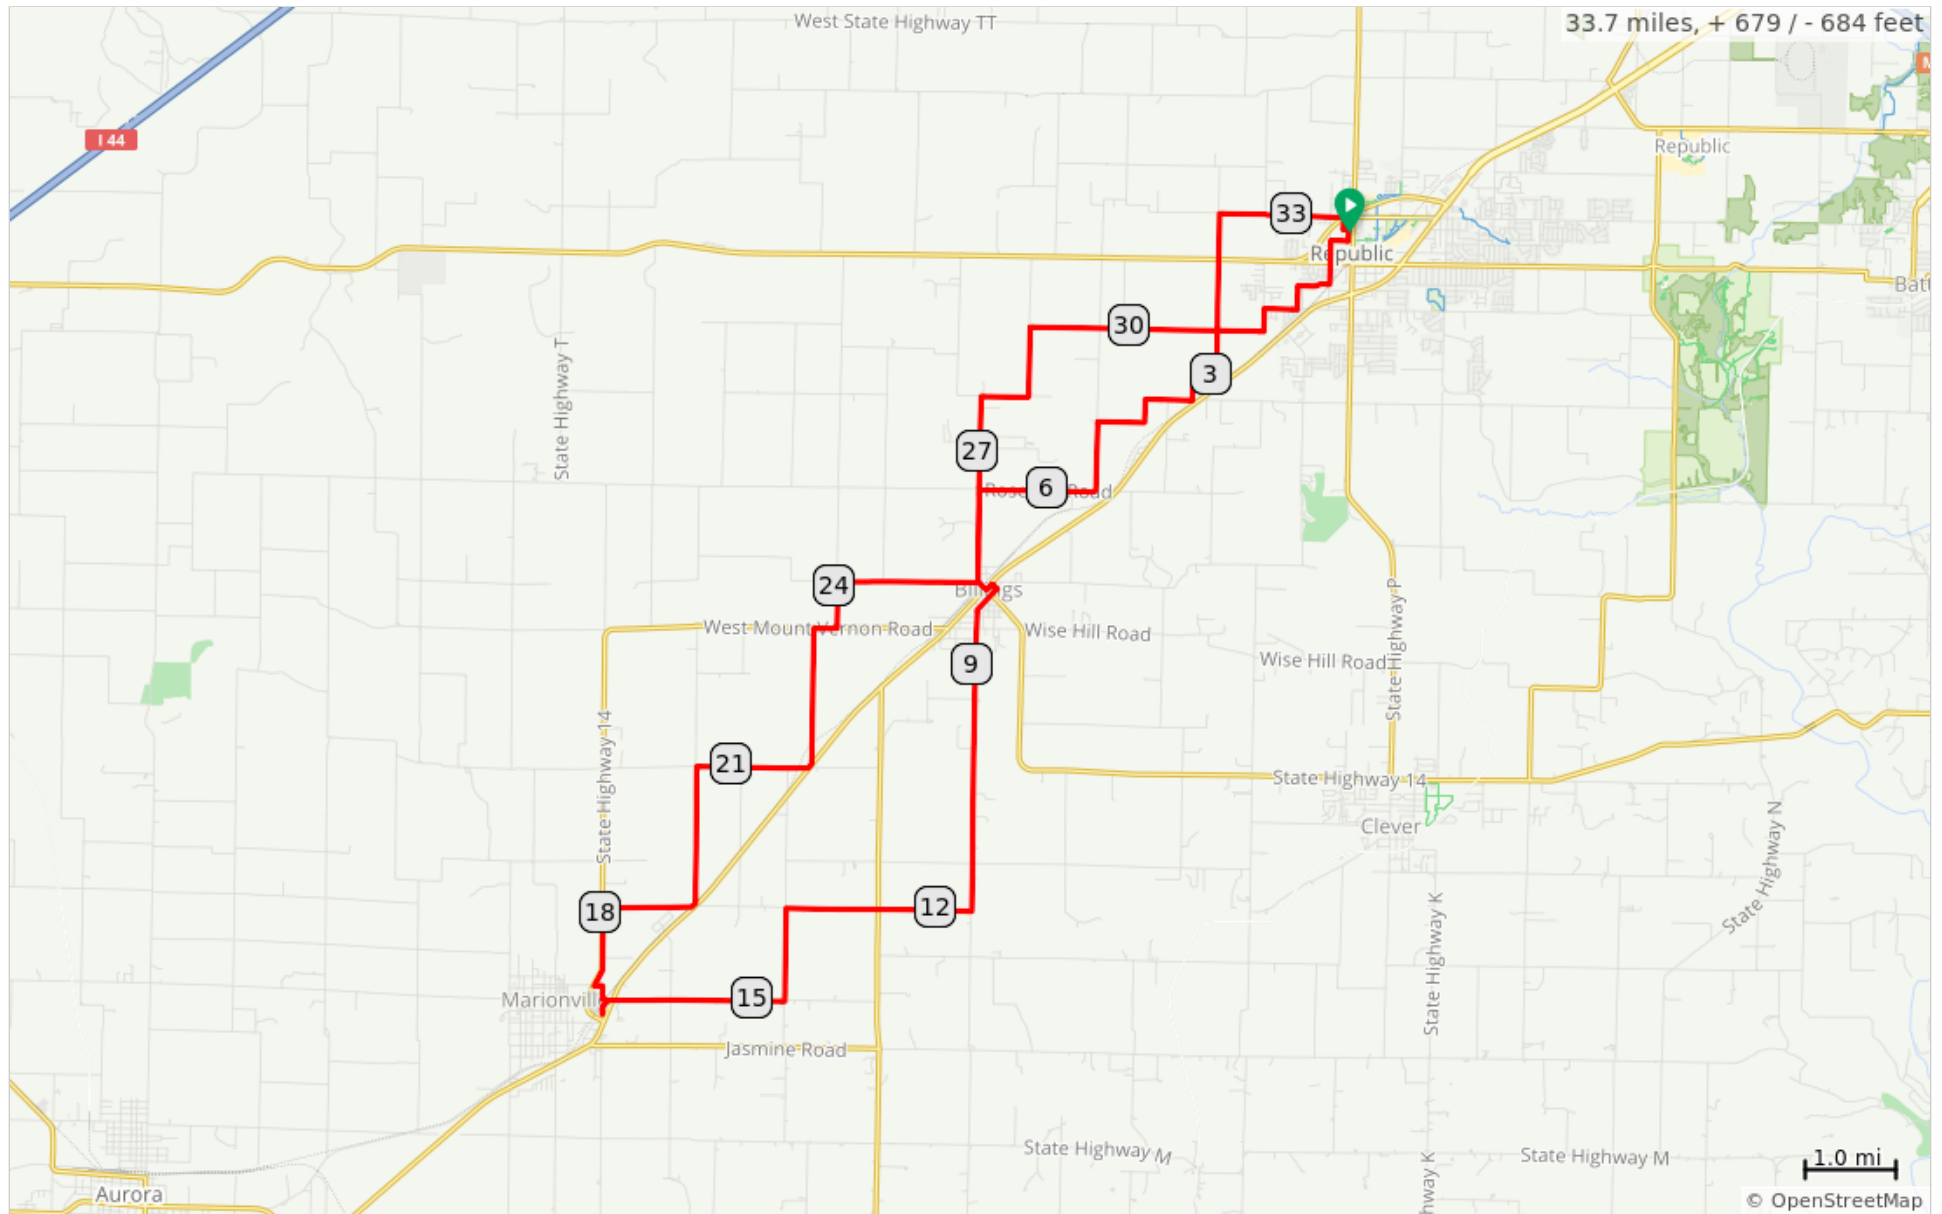 West State Highway TT
33.7 miles, + 679 / - 684 feet
I 44
Republic
33
Republic
30
State Highway T
3
27
6
24
Billings
West Mount Vernon Road
Wise Hill Road
9
Wise Hill Road
State Highway P
21
State Highway 14
State Highway 14
Clever
18
12
State Highway N
State Highway K
15
Marionville
Jasmine Road
State Highway M
State Highway M
1.0 mi
Aurora
© OpenStreetMap